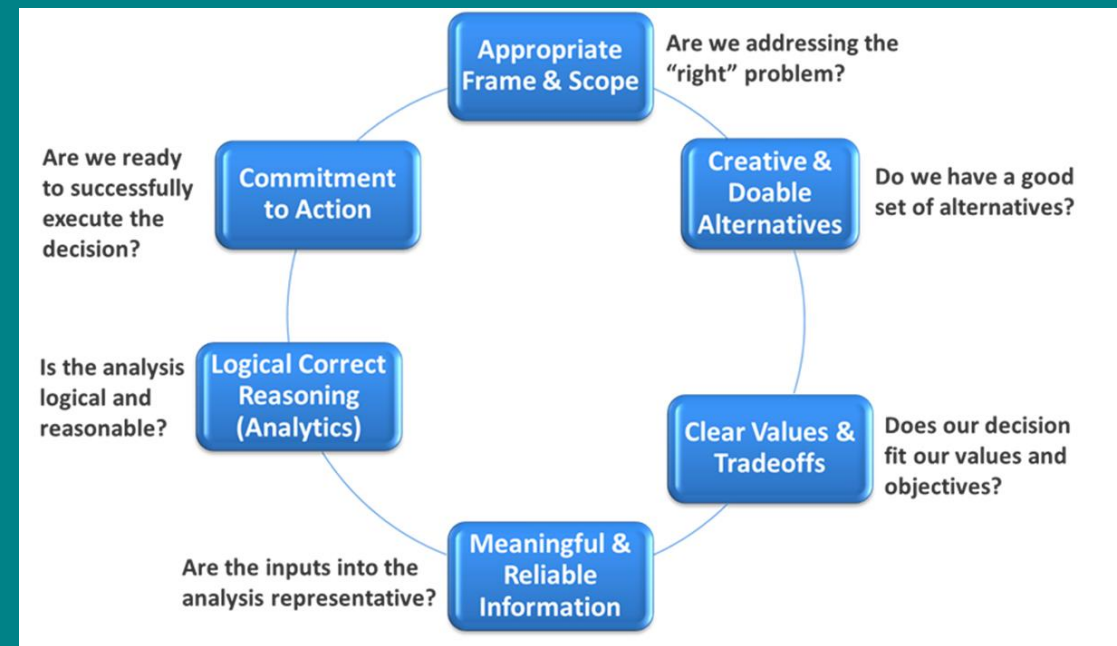 Appropriate
Frame & Scope
Are we addressing the
“right” problem?
Creative &
Doable
Alternatives
Do we have a good
set of alternatives?
Clear Values &
Tradeoffs
Does our decision
fit our values and
objectives?
Meaningful &
Reliable
Information
Are the inputs into the
analysis representative?
Logical Correct
Reasoning
(Analytics)
Is the analysis
logical and
reasonable?
Commitment
to Action
Are we ready
to successfully
execute the
decision?